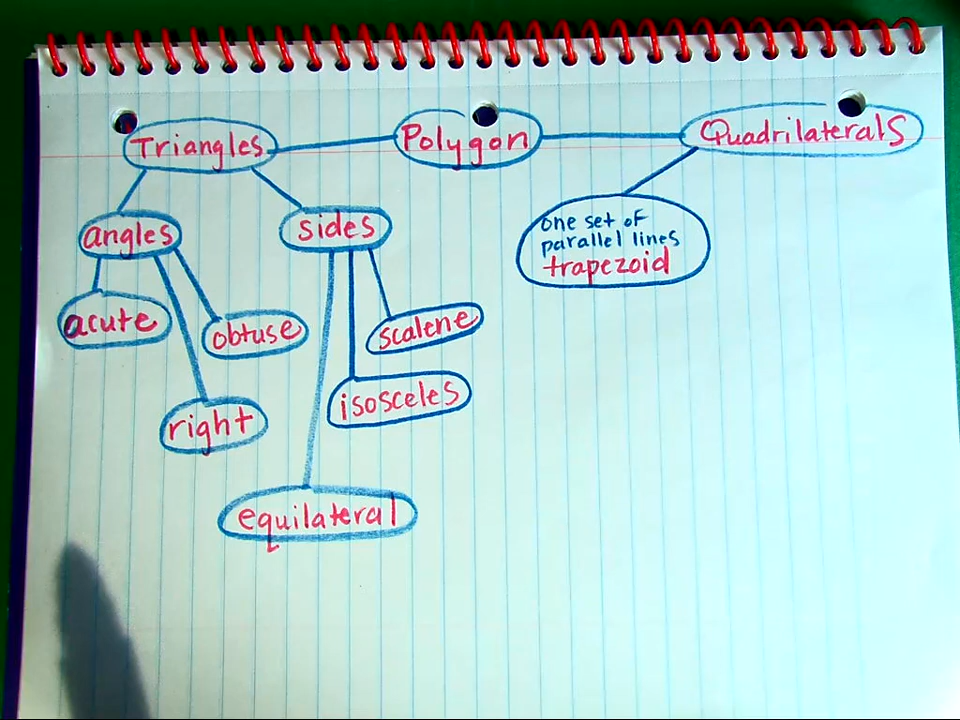 Triangles
Polygon
Quadrilaterals
angles
sides
one set of
parallel lines
trapezoid
acute
obtuse
scalene
right
isosceles
equilateral